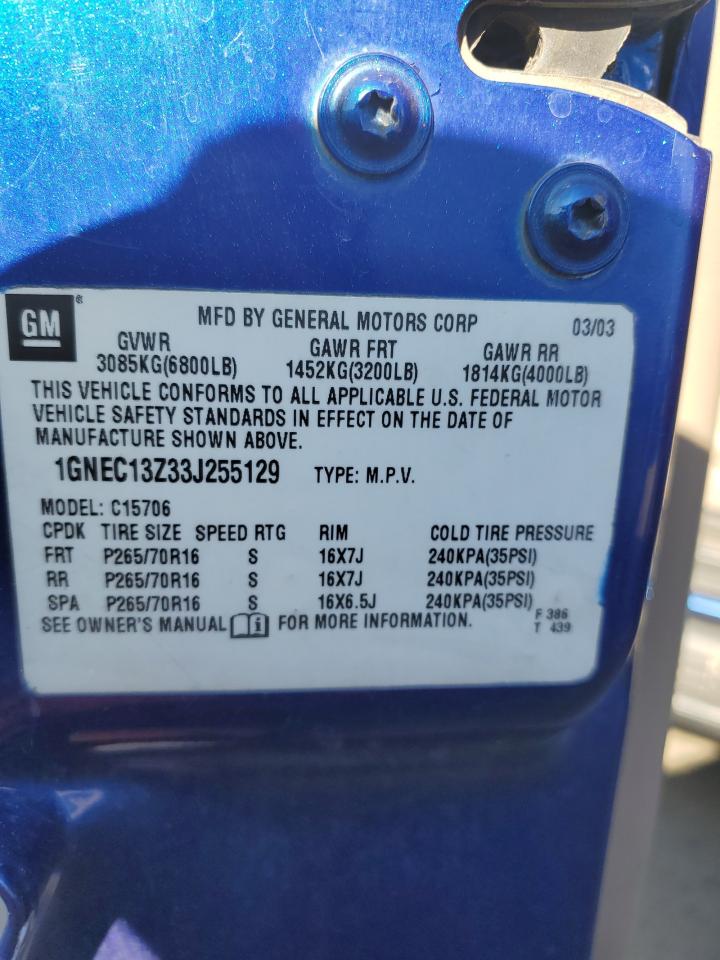 GM®
MFD BY GENERAL MOTORS CORP 03/03
GVWR GAWR FRT GAWR RR
3085KG(6800LB) 1452KG(3200LB) 1814KG(4000LB)
THIS VEHICLE CONFORMS TO ALL APPLICABLE U.S. FEDERAL MOTOR
VEHICLE SAFETY STANDARDS IN EFFECT ON THE DATE OF
MANUFACTURE SHOWN ABOVE.
1GNEC13Z33J255129 TYPE: M.P.V.
MODEL: C15706
CPDK TIRE SIZE SPEED RTG RIM COLD TIRE PRESSURE
FRT P265/70R16 S 16X7J 240KPA(35PSI)
RR P265/70R16 S 16X7J 240KPA(35PSI)
SPA P265/70R16 S 16X6.5J 240KPA(35PSI)
SEE OWNER'S MANUAL i FOR MORE INFORMATION. F 386
T 439